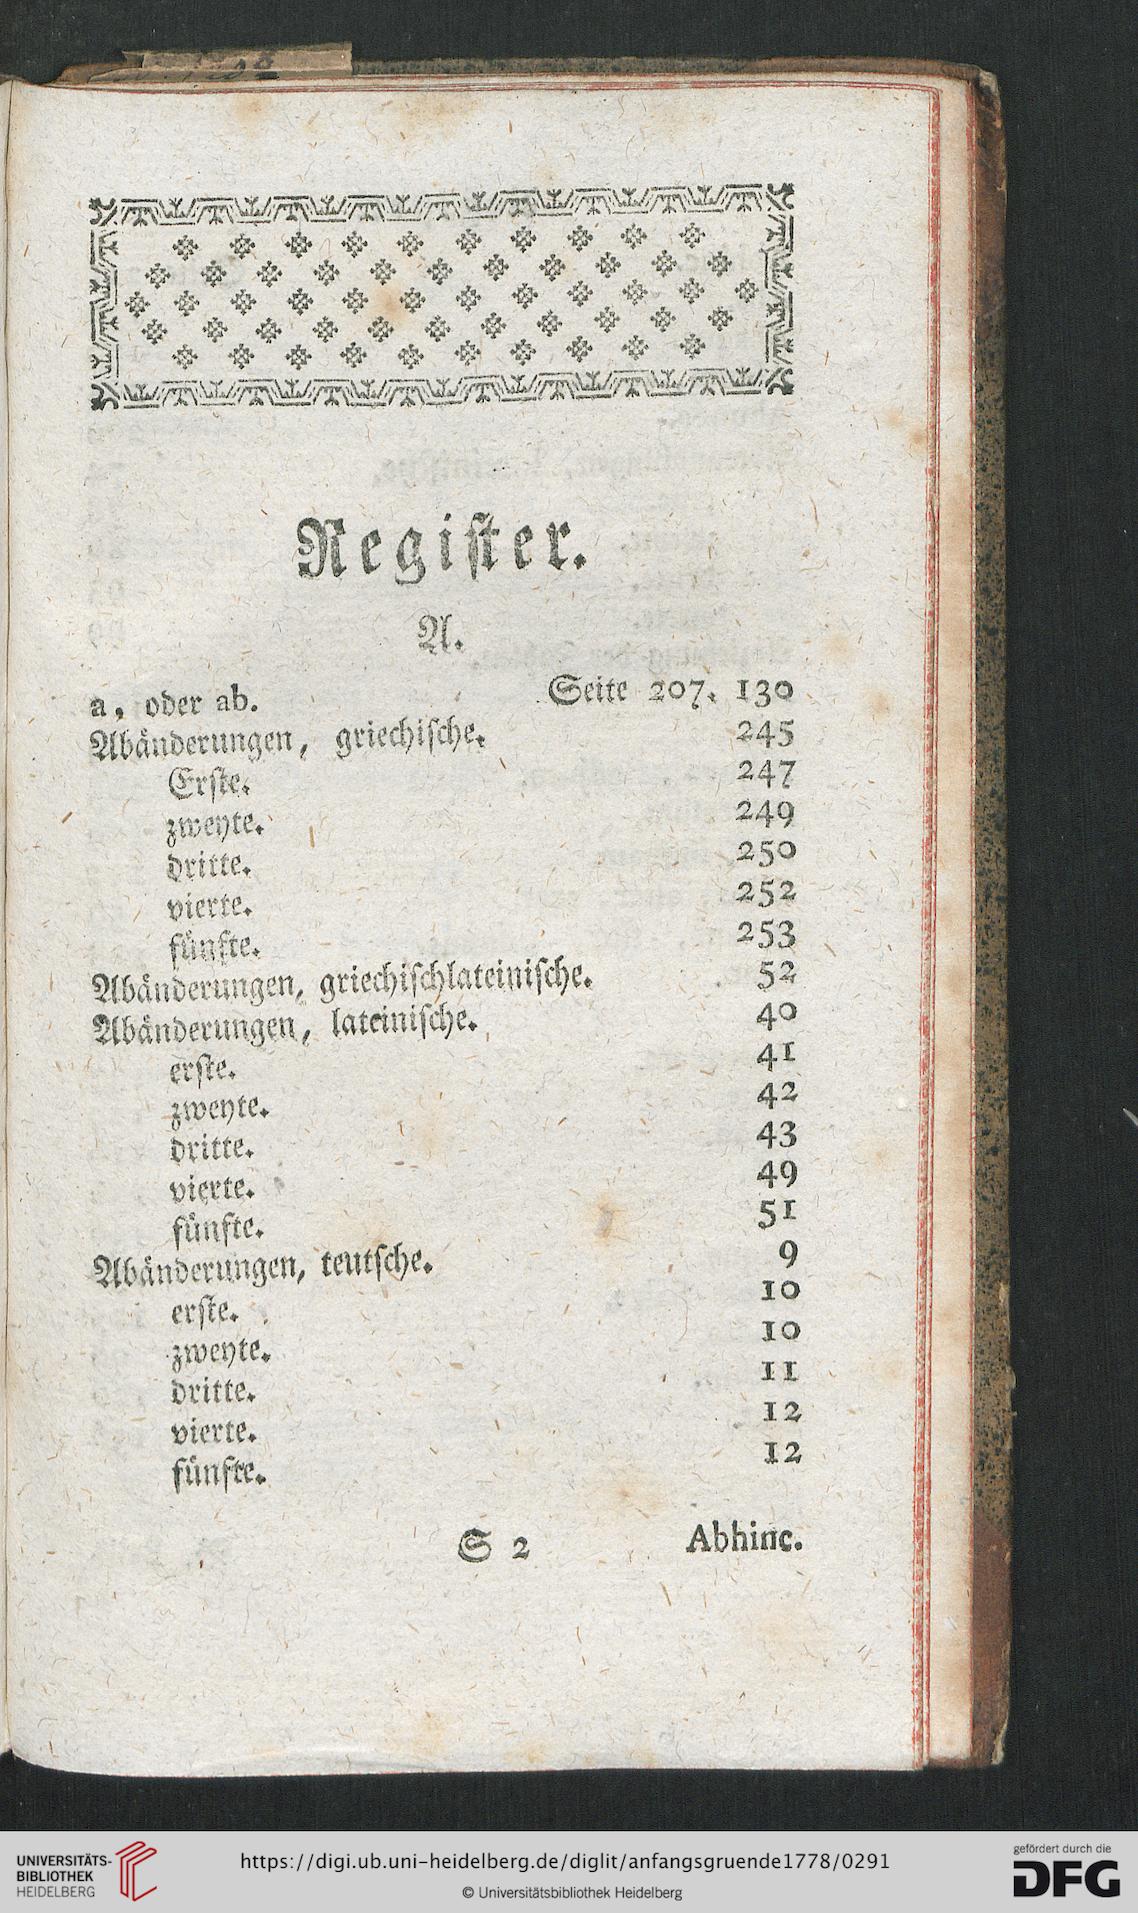 Register.
A.
a, oder ab. Seite 207. 130
Abänderungen, griechische. 245
Erste. 247
zweyte. 249
dritte. 250
vierte. 252
fünfte. 253
Abänderungen, griechischlateinische. 52
Abänderungen, lateinische. 40
erste. 41
zweyte. 42
dritte. 43
vierte. 49
fünfte. 51
Abänderungen, teutsche. 9
erste. 10
zweyte. 10
dritte. 11
vierte. 12
fünfte. 12
S 2 Abhinc.
UNIVERSITÄTS-
BIBLIOTHEK
HEIDELBERG
https://digi.ub.uni-heidelberg.de/diglit/anfangsgruende1778/0291
© Universitätsbibliothek Heidelberg
gefördert durch die
DFG